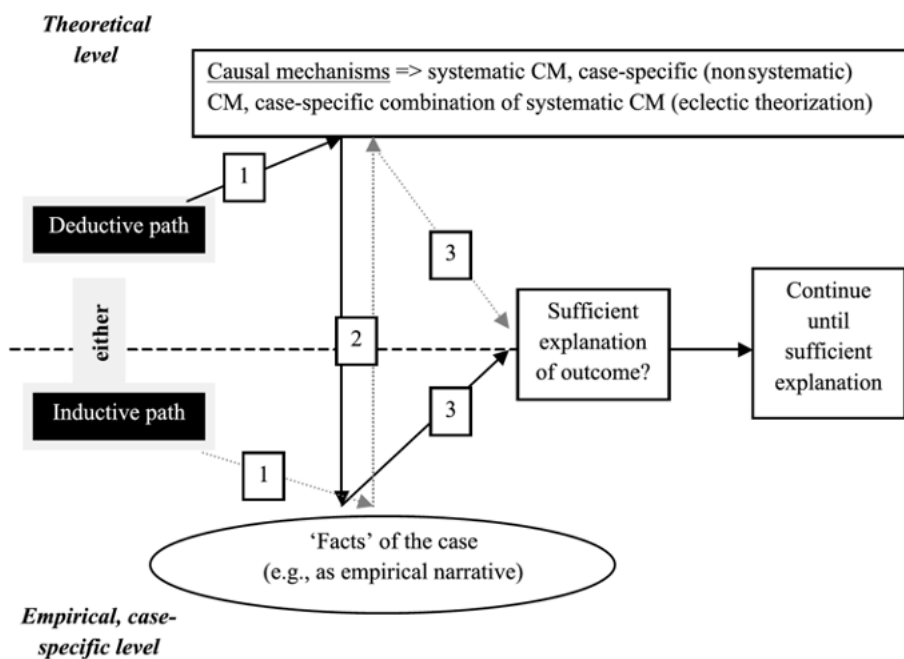 Theoretical
level
Causal mechanisms => systematic CM, case-specific (nonsystematic)
CM, case-specific combination of systematic CM (eclectic theorization)
1
Deductive path
3
either
2
Sufficient
explanation
of outcome?
Continue
until
sufficient
explanation
Inductive path
3
1
‘Facts’ of the case
(e.g., as empirical narrative)
Empirical, case-
specific level